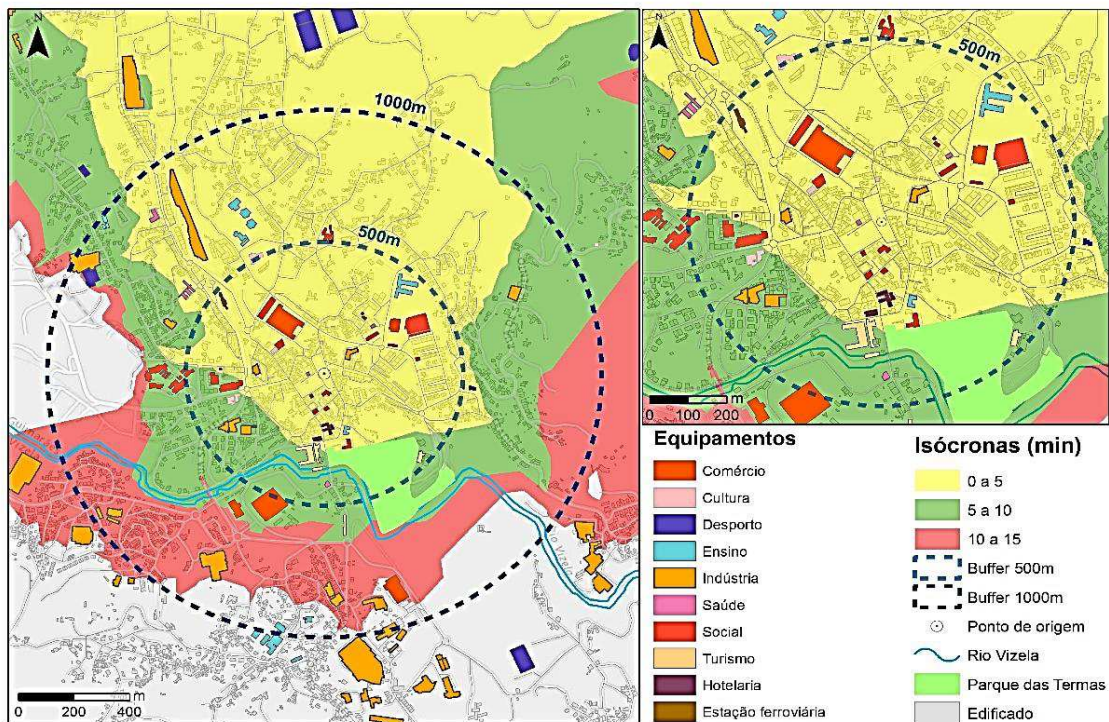 N
1000m
500m
0 200 400 m
N
500m
0 100 200 m
Equipamentos
Comércio
Cultura
Desporto
Ensino
Indústria
Saúde
Social
Turismo
Hotelaria
Estação ferroviária
Isócronas (min)
0 a 5
5 a 10
10 a 15
Buffer 500m
Buffer 1000m
Ponto de origem
Rio Vizela
Parque das Termas
Edificado